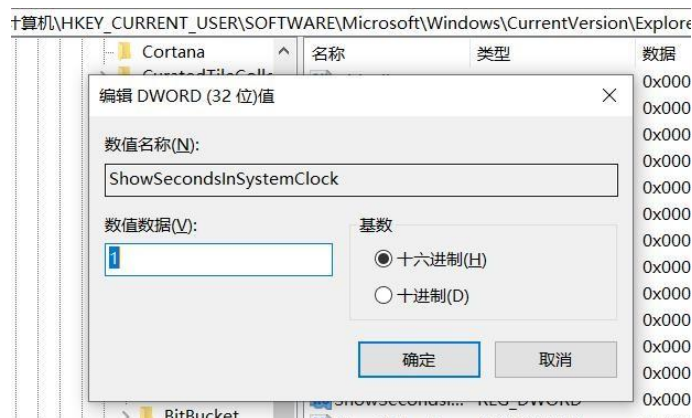 计算机\HKEY_CURRENT_USER\SOFTWARE\Microsoft\Windows\CurrentVersion\Explore
Cortana
名称
类型
数据
编辑 DWORD (32 位)值
0x000
0x000
数值名称(N):
0x000
0x000
ShowSecondsInSystemClock
0x000
数值数据(V):
基数
0x000
1
十六进制(H)
0x000
0x000
十进制(D)
0x000
0x000
确定
取消
0x000
0x000
ShowSecondsI...
REG_DWORD
0x000
BitBucket